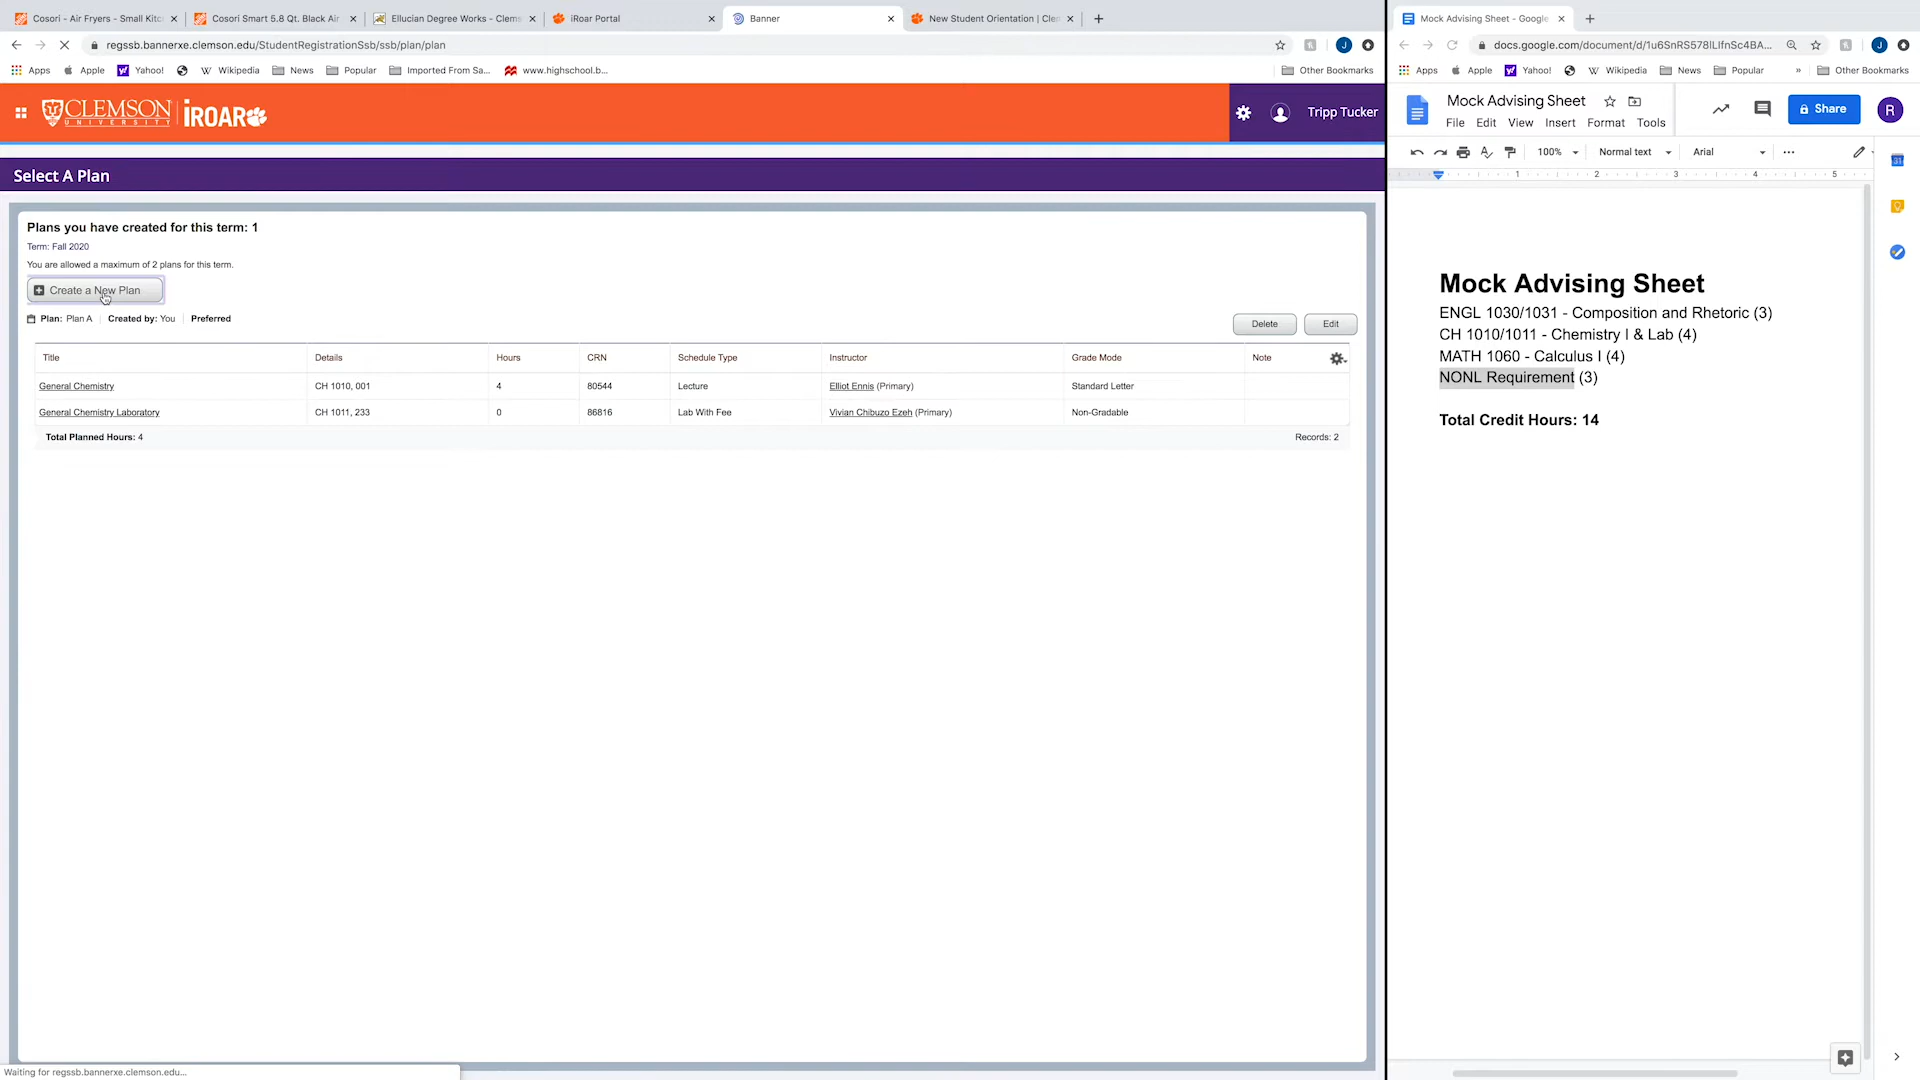 Cosori - Air Fryers - Small Kitc
Cosori Smart 5.8 Qt. Black Air
Ellucian Degree Works - Clems
iRoar Portal
Banner
New Student Orientation | Clem
regssb.bannerxe.clemson.edu/StudentRegistrationSsb/ssb/plan/plan
J
Apps
Apple
Yahoo!
Wikipedia
News
Popular
Imported From Sa...
www.highschool.b...
Other Bookmarks
CLEMSON UNIVERSITY
iROAR
Tripp Tucker
Select A Plan
Plans you have created for this term: 1
Term: Fall 2020
You are allowed a maximum of 2 plans for this term.
Create a New Plan
Plan: Plan A Created by: You Preferred
Delete Edit
Title Details Hours CRN Schedule Type Instructor Grade Mode Note
General Chemistry CH 1010, 001 4 80544 Lecture Elliot Ennis (Primary) Standard Letter
General Chemistry Laboratory CH 1011, 233 0 86816 Lab With Fee Vivian Chibuzo Ezeh (Primary) Non-Gradable
Total Planned Hours: 4 Records: 2
Waiting for regssb.bannerxe.clemson.edu...
Mock Advising Sheet - Google
docs.google.com/document/d/1u6SnRS578lLIfnSc4BA...
J
Apps
Apple
Yahoo!
Wikipedia
News
Popular
»
Other Bookmarks
Mock Advising Sheet
File Edit View Insert Format Tools
Share
R
100% Normal text Arial
1 2 3 4 5
31
Mock Advising Sheet
ENGL 1030/1031 - Composition and Rhetoric (3)
CH 1010/1011 - Chemistry I & Lab (4)
MATH 1060 - Calculus I (4)
NONL Requirement (3)
Total Credit Hours: 14